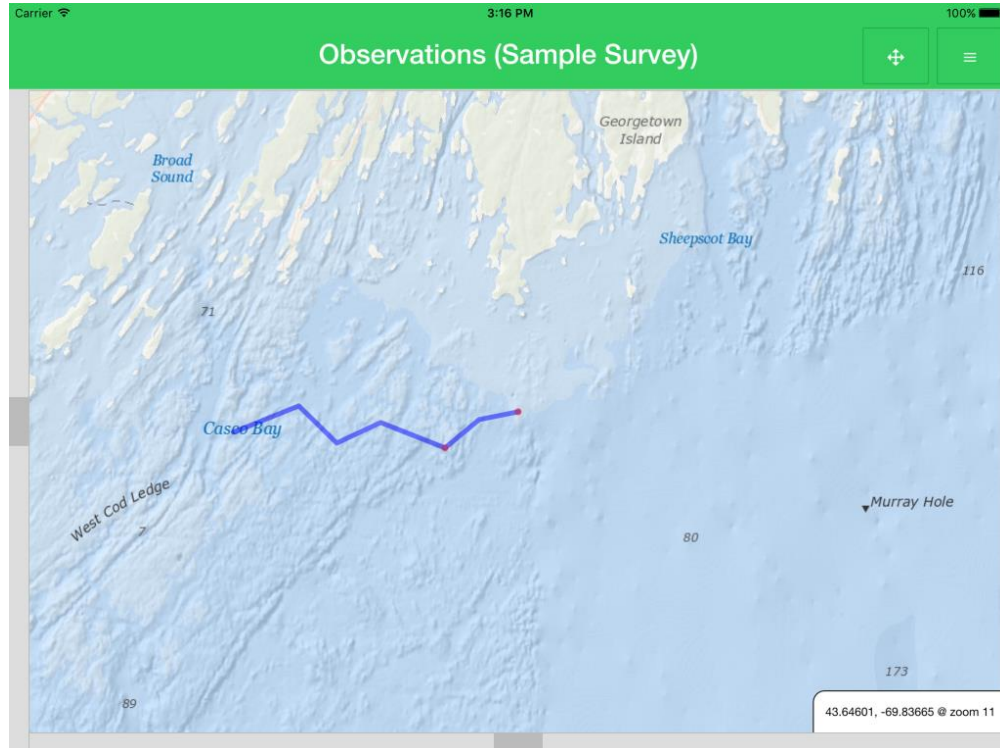 Carrier
3:16 PM
100%
Observations (Sample Survey)
Georgetown
Island
Broad
Sound
Sheepscot Bay
116
71
Casco Bay
West Cod Ledge
7
Murray Hole
80
173
89
43.64601, -69.83665 @ zoom 11